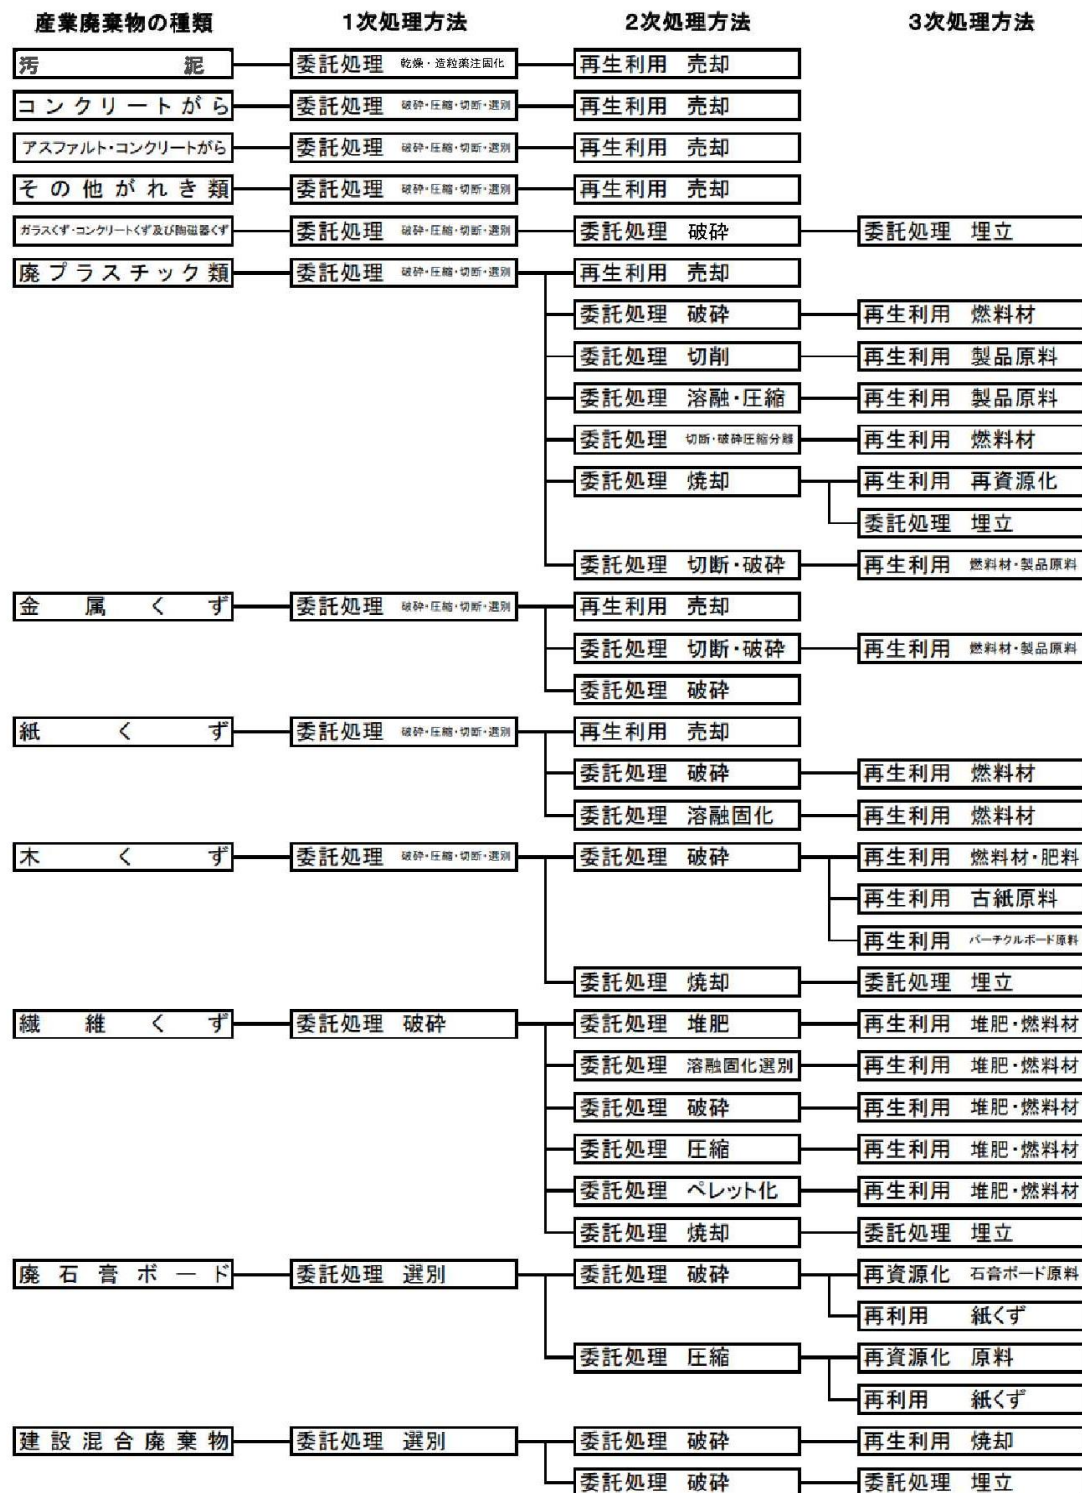 産業廃棄物の種類 1次処理方法 2次処理方法 3次処理方法
汚泥 委託処理 乾燥・造粒薬注固化 再生利用 売却
コンクリートがら 委託処理 破砕・圧縮・切断・選別 再生利用 売却
アスファルト・コンクリートがら 委託処理 破砕・圧縮・切断・選別 再生利用 売却
その他がれき類 委託処理 破砕・圧縮・切断・選別 再生利用 売却
ガラスくず・コンクリートくず及び陶磁器くず 委託処理 破砕・圧縮・切断・選別 委託処理 破砕 委託処理 埋立
廃プラスチック類 委託処理 破砕・圧縮・切断・選別 再生利用 売却
委託処理 破砕 再生利用 燃料材
委託処理 切削 再生利用 製品原料
委託処理 溶融・圧縮 再生利用 製品原料
委託処理 切断・破砕圧縮分離 再生利用 燃料材
委託処理 焼却 再生利用 再資源化
委託処理 埋立
委託処理 切断・破砕 再生利用 燃料材・製品原料
金属くず 委託処理 破砕・圧縮・切断・選別 再生利用 売却
委託処理 切断・破砕 再生利用 燃料材・製品原料
委託処理 破砕
紙くず 委託処理 破砕・圧縮・切断・選別 再生利用 売却
委託処理 破砕 再生利用 燃料材
委託処理 溶融固化 再生利用 燃料材
木くず 委託処理 破砕・圧縮・切断・選別 委託処理 破砕 再生利用 燃料材・肥料
再生利用 古紙原料
再生利用 パーチクルボード原料
委託処理 焼却 委託処理 埋立
繊維くず 委託処理 破砕 委託処理 堆肥 再生利用 堆肥・燃料材
委託処理 溶融固化選別 再生利用 堆肥・燃料材
委託処理 破砕 再生利用 堆肥・燃料材
委託処理 圧縮 再生利用 堆肥・燃料材
委託処理 ペレット化 再生利用 堆肥・燃料材
委託処理 焼却 委託処理 埋立
廃石膏ボード 委託処理 選別 委託処理 破砕 再資源化 石膏ボード原料
再利用 紙くず
委託処理 圧縮 再資源化 原料
再利用 紙くず
建設混合廃棄物 委託処理 選別 委託処理 破砕 再生利用 焼却
委託処理 破砕 委託処理 埋立